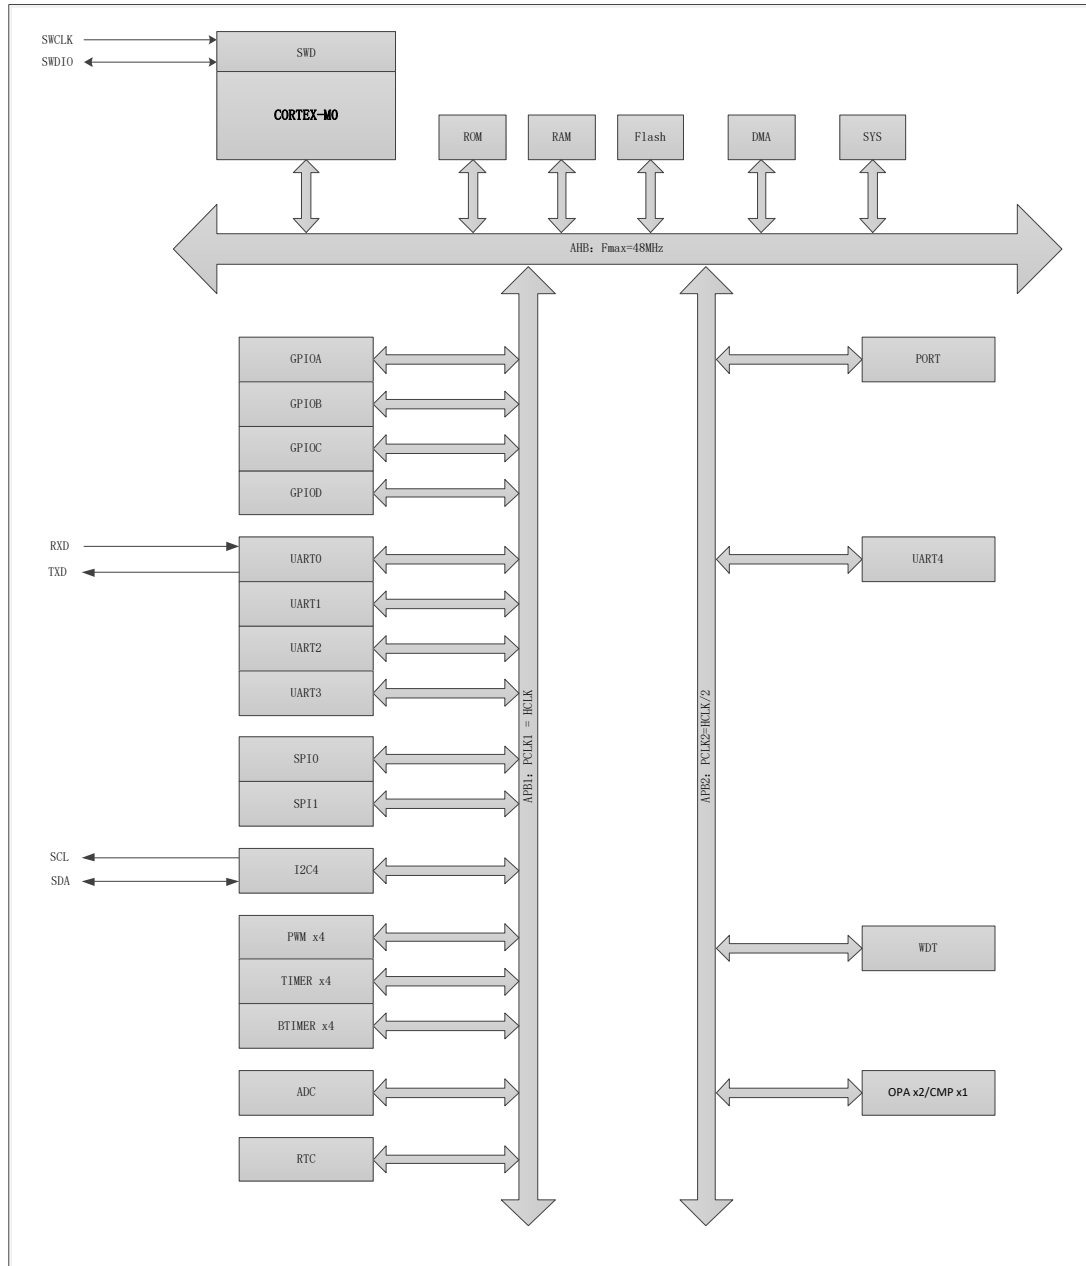 SWCLK
SWDIO
SWD
CORTEX-M0
ROM
RAM
Flash
DMA
SYS
AHB: Fmax=48MHz
GPIOA
GPIOB
GPIOC
GPIOD
PORT
RXD
TXD
UART0
UART1
UART2
UART3
UART4
APB1: PCLK1 = HCLK
APB2: PCLK2=HCLK/2
SPI0
SPI1
SCL
SDA
I2C4
PWM x4
TIMER x4
BTIMER x4
WDT
ADC
OPA x2/CMP x1
RTC